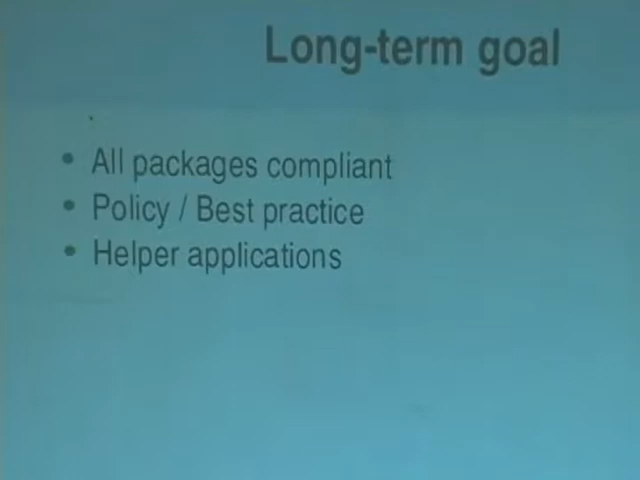 Long-term goal
• All packages compliant
• Policy / Best practice
• Helper applications